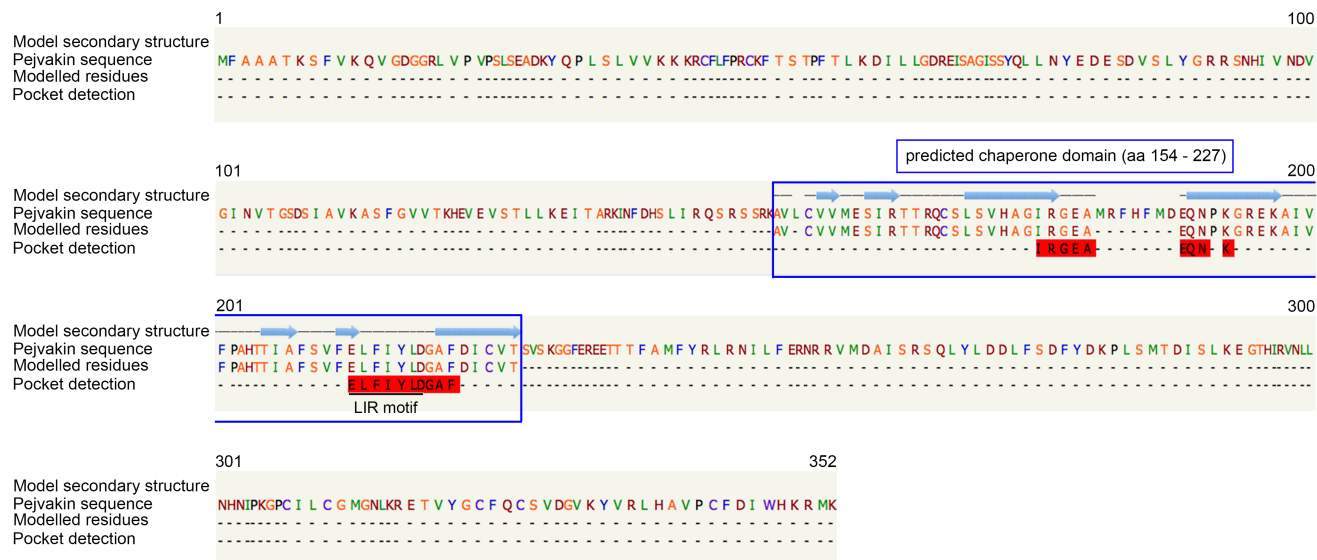 1 100
Model secondary structure
Pejvakin sequence MFAAATKSFVKQVGDGGRLVPVPSLSEADKYQPLSLVVKKKRCFLFPRCKFTSTPFTLKDILLGDREISAGISSYQLLNYEDESDVSLYGRRSNHIVNDV
Modelled residues
Pocket detection
predicted chaperone domain (aa 154 - 227)
101 200
Model secondary structure
Pejvakin sequence GINVTGSDSIAVKASFGVVTKHEVEVSTLLKEITARKINFDHSLIRQSRSSRKAVLCVVMESIRTTRQCSLSVHAGIRGEAMRFHFMDEQNPKGREKAIV
Modelled residues AV-CVVMESIRTTRQCSLSVHAGIRGEA-------EQNPKGREKAIV
Pocket detection IRGEA-------EQN-K
201 300
Model secondary structure
Pejvakin sequence FPAHTTIAFSVFELFIYLDGAFDICVTSVSKGGFEREETTTFAMFYRLRNILFERNRRVMDAISRSQLYLDDLFSDFYDKPLSMTDISLKEGTHIRVNLL
Modelled residues FPAHTTIAFSVFELFIYLDGAFDICVT
Pocket detection ELFIYLDGAF
LIR motif
301 352
Model secondary structure
Pejvakin sequence NHNIPKGPCILCGMGNLKRETVYGCFQCSVDGVKYVRLHAVPCFDIWHKRMK
Modelled residues
Pocket detection